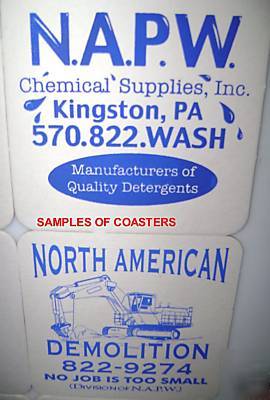 N.A.P.W.
Chemical Supplies, Inc.
Kingston, PA
570.822.WASH
Manufacturers of
Quality Detergents
SAMPLES OF COASTERS
NORTH AMERICAN
DEMOLITION
822-9274
NO JOB IS TOO SMALL
(Division of N.A.P.W.)